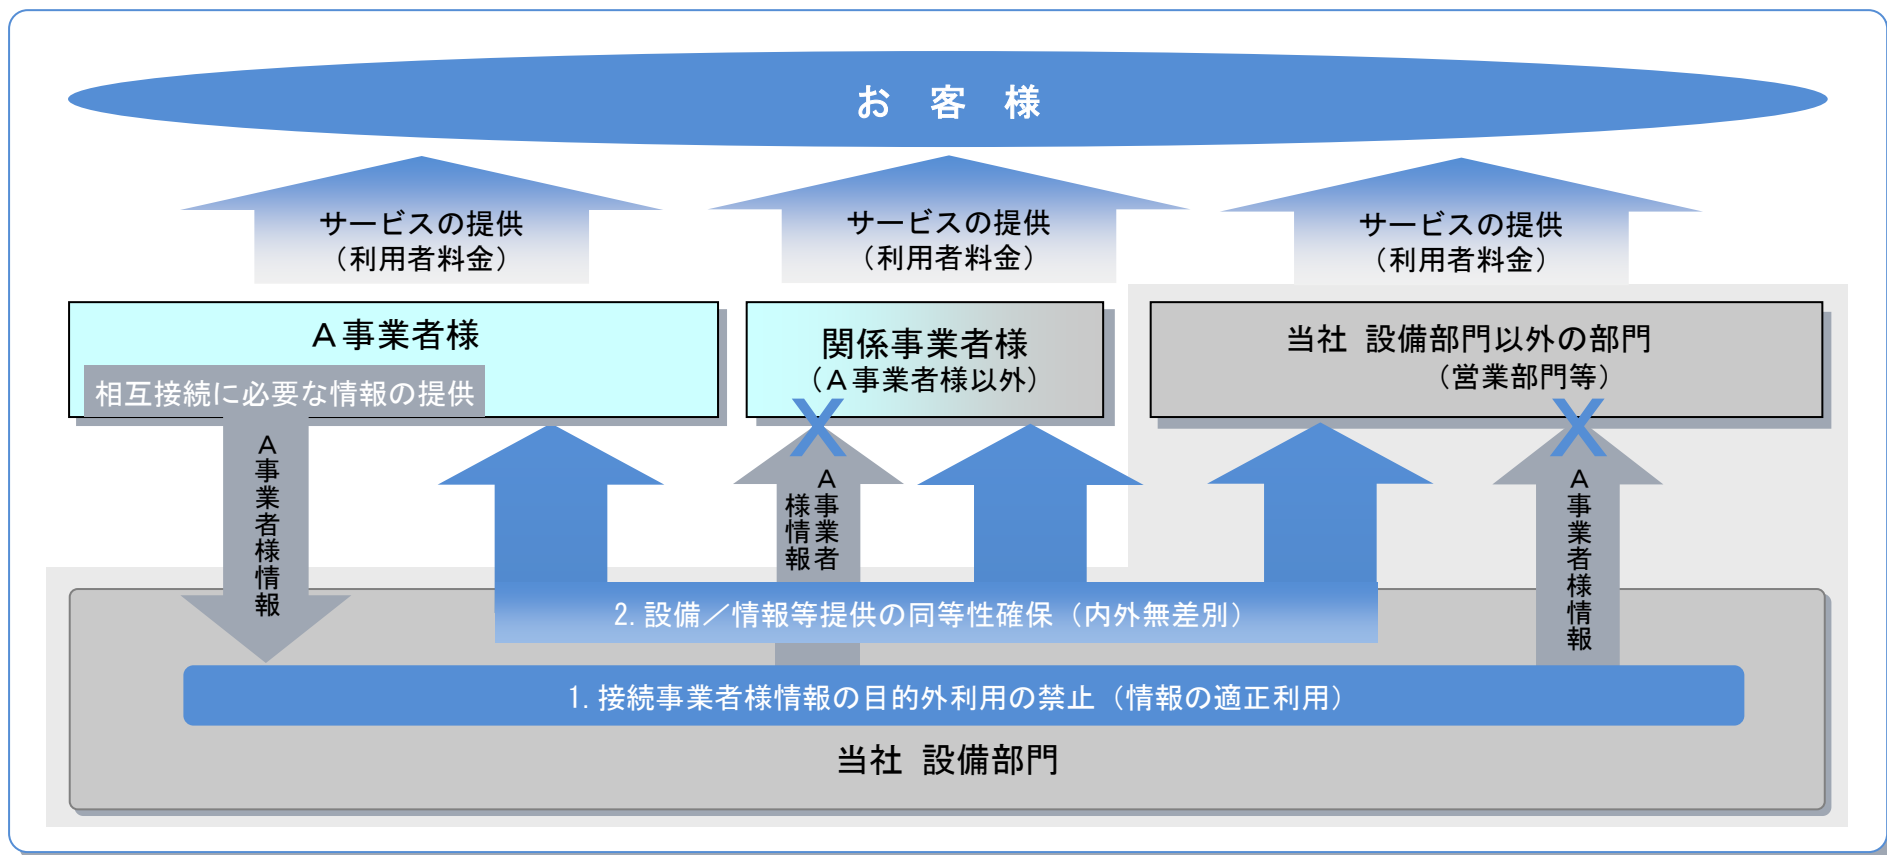 お 客 様
サービスの提供
（利用者料金）
サービスの提供
（利用者料金）
サービスの提供
（利用者料金）
Ａ事業者様
相互接続に必要な情報の提供
関係事業者様
（Ａ事業者様以外）
当社 設備部門以外の部門
（営業部門等）
X
X
Ａ事業者様情報
Ａ事業者
様情報
Ａ事業者様情報
2.設備／情報等提供の同等性確保（内外無差別）
1.接続事業者様情報の目的外利用の禁止（情報の適正利用）
当社 設備部門